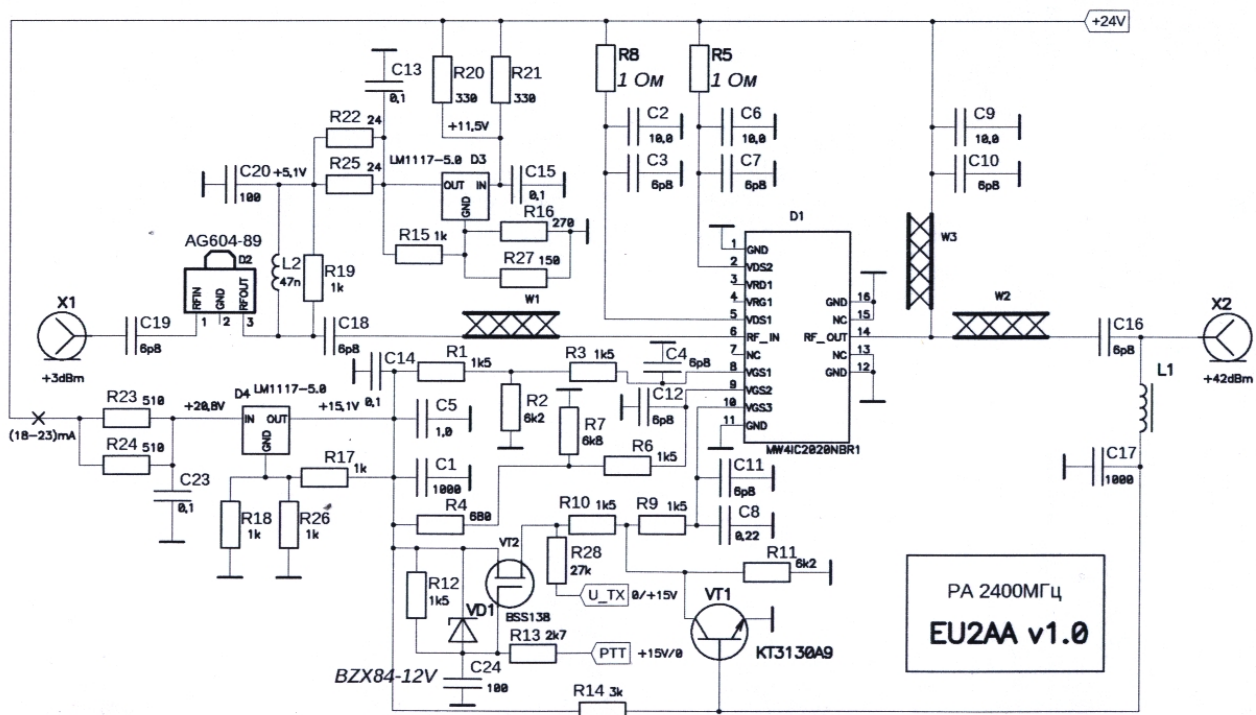 +24V
R8
1 Ом
R5
1 Ом
C13
0,1
R20
330
R21
330
+11,5V
C2
10,0
C3
6p8
C6
10,0
C7
6p8
C9
10,0
C10
6p8
R22 24
R25 24
C20
100
+5,1V
LM1117-5.0 D3
OUT IN
GND
C15
0,1
R16 270
R15 1k
R27 150
AG604-89
D2
RFIN
GND
RFOUT
1 2 3
L2
47n
R19
1k
W1
W3
W2
D1
1 GND
2 VDS2
3 VRD1
4 VRG1
5 VDS1
6 RF_IN
7 NC
8 VGS1
9 VGS2
10 VGS3
11 GND
GND 16
NC 15
RF_OUT 14
NC 13
GND 12
MW4IC2020NBR1
X1
+3dBm
C19
6p8
C18
6p8
C16
6p8
X2
+42dBm
L1
C17
1000
C14
0,1
R1
1k5
R3
1k5
C4
6p8
R2
6k2
C12
6p8
R7
6k8
R6
1k5
R23 510
R24 510
(18-23)mA
+20,8V
D4
LM1117-5.0
IN OUT
GND
+15,1V
C5
1,0
C1
1000
R17
1k
R4
680
C23
0,1
R18
1k
R26
1k
C11
6p8
C8
0,22
R10 1k5
R9 1k5
R28
27k
R11
6k2
VT2
BSS138
U_TX 0/+15V
VT1
KT3130A9
R12
1k5
VD1
R13 2k7
PTT +15V/0
BZX84-12V
C24
100
R14 3k
PA 2400МГц
EU2AA v1.0